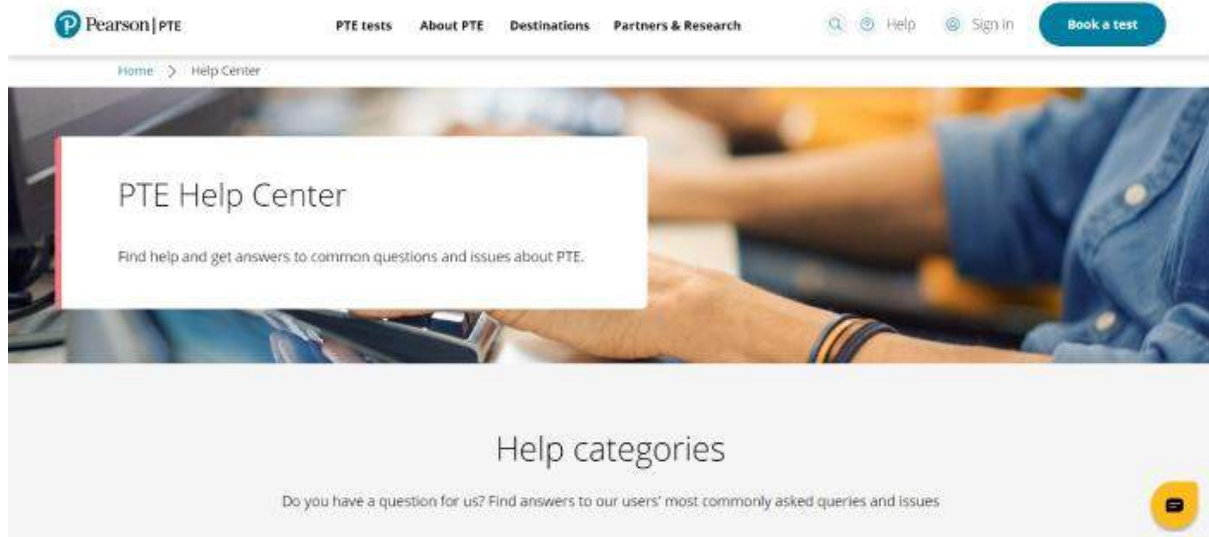 Pearson | PTE
PTE tests About PTE Destinations Partners & Research
Help Sign in Book a test
Home > Help Center
PTE Help Center
Find help and get answers to common questions and issues about PTE.
Help categories
Do you have a question for us? Find answers to our users' most commonly asked queries and issues